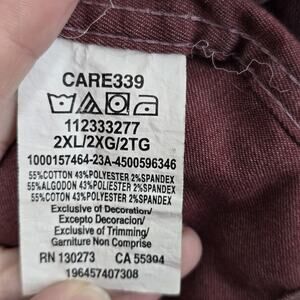 CARE339
112333277
2XL/2XG/2TG
1000157464-23A-4500596346
55%COTTON 43%POLIESTER 2%SPANDEX
55%ALGODON 43%POLIESTER 2%SPANDEX
55%COTON 43%POLYESTER 2%SPANDEX
Exclusive of Decoration/
Excepto Decoracion/
Exclusive of Trimming/
Garniture Non Comprise
RN 130273 CA 55394
196457407308